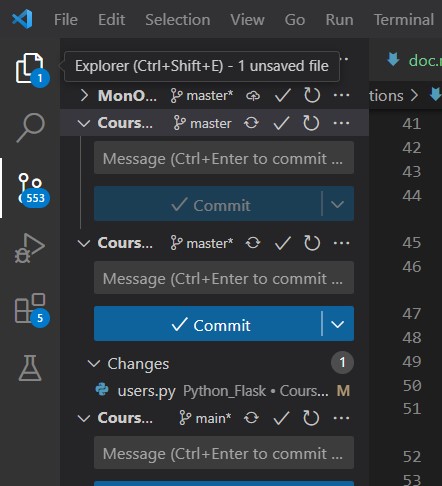 File Edit Selection View Go Run Terminal
1
Explorer (Ctrl+Shift+E) - 1 unsaved file
MonO... master*
Cours... master
Message (Ctrl+Enter to commit ...
Commit
553
Cours... master*
Message (Ctrl+Enter to commit ...
5
Commit
Changes 1
users.py Python_Flask • Cours... M
Cours... main*
Message (Ctrl+Enter to commit ...
doc.
tions >
41
42
43
44
45
46
47
48
49
50
51
52
53